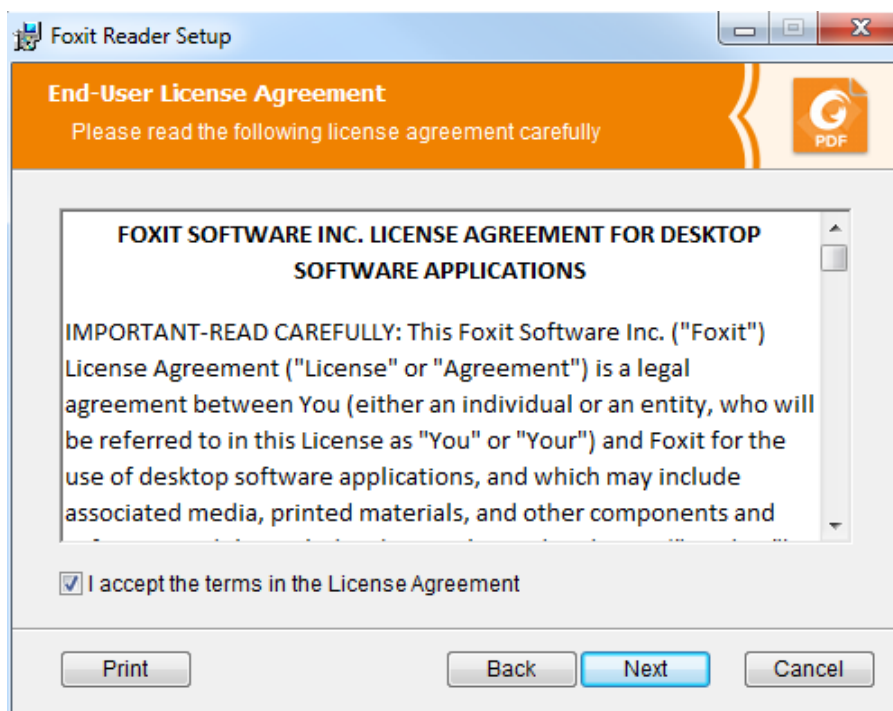 Foxit Reader Setup
End-User License Agreement
Please read the following license agreement carefully
PDF
FOXIT SOFTWARE INC. LICENSE AGREEMENT FOR DESKTOP
SOFTWARE APPLICATIONS
IMPORTANT-READ CAREFULLY: This Foxit Software Inc. ("Foxit")
License Agreement ("License" or "Agreement") is a legal
agreement between You (either an individual or an entity, who will
be referred to in this License as "You" or "Your") and Foxit for the
use of desktop software applications, and which may include
associated media, printed materials, and other components and
I accept the terms in the License Agreement
Print
Back
Next
Cancel